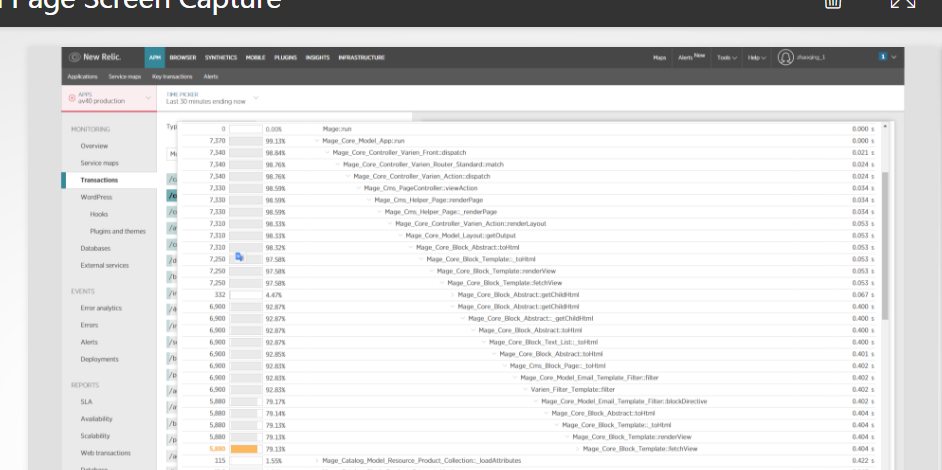 Page Screen Capture
New Relic.
APM BROWSER SYNTHETICS MOBILE PLUGINS INSIGHTS INFRASTRUCTURE
Maps Alerts New Tools Help 1
Applications Service maps Key transactions Alerts
APPS
av40 production
TIME PICKER
Last 30 minutes ending now
MONITORING
Overview
Service maps
Transactions
WordPress
Hooks
Plugins and themes
Databases
External services
EVENTS
Error analytics
Errors
Alerts
Deployments
REPORTS
SLA
Availability
Scalability
Web transactions
Database
Typ
0 0.00% Mage::run 0.000 s
7,370 99.13% Mage_Core_Model_App::run 0.000 s
7,340 98.84% Mage_Core_Controller_Varien_Front::dispatch 0.021 s
7,340 98.76% Mage_Core_Controller_Varien_Router_Standard::match 0.024 s
7,340 98.76% Mage_Core_Controller_Varien_Action::dispatch 0.024 s
7,330 98.59% Mage_Cms_PageController::viewAction 0.034 s
7,330 98.59% Mage_Cms_Helper_Page::renderPage 0.034 s
7,330 98.59% Mage_Cms_Helper_Page::_renderPage 0.034 s
7,310 98.33% Mage_Core_Controller_Varien_Action::renderLayout 0.053 s
7,310 98.33% Mage_Core_Model_Layout::getOutput 0.053 s
7,310 98.32% Mage_Core_Block_Abstract::toHtml 0.053 s
7,250 97.58% Mage_Core_Block_Template::_toHtml 0.053 s
7,250 97.58% Mage_Core_Block_Template::renderView 0.053 s
7,250 97.58% Mage_Core_Block_Template::fetchView 0.053 s
332 4.47% Mage_Core_Block_Abstract::getChildHtml 0.067 s
6,900 92.87% Mage_Core_Block_Abstract::getChildHtml 0.400 s
6,900 92.87% Mage_Core_Block_Abstract::_getChildHtml 0.400 s
6,900 92.87% Mage_Core_Block_Abstract::toHtml 0.400 s
6,900 92.87% Mage_Core_Block_Text_List::_toHtml 0.400 s
6,900 92.85% Mage_Core_Block_Abstract::toHtml 0.401 s
6,900 92.83% Mage_Cms_Block_Page::_toHtml 0.402 s
6,900 92.83% Mage_Core_Model_Email_Template_Filter::filter 0.402 s
6,900 92.83% Varien_Filter_Template::filter 0.402 s
5,880 79.17% Mage_Core_Model_Email_Template_Filter::blockDirective 0.402 s
5,880 79.14% Mage_Core_Block_Abstract::toHtml 0.404 s
5,880 79.13% Mage_Core_Block_Template::_toHtml 0.404 s
5,880 79.13% Mage_Core_Block_Template::renderView 0.404 s
5,880 79.13% Mage_Core_Block_Template::fetchView 0.404 s
115 1.55% Mage_Catalog_Model_Resource_Product_Collection::_loadAttributes 0.422 s